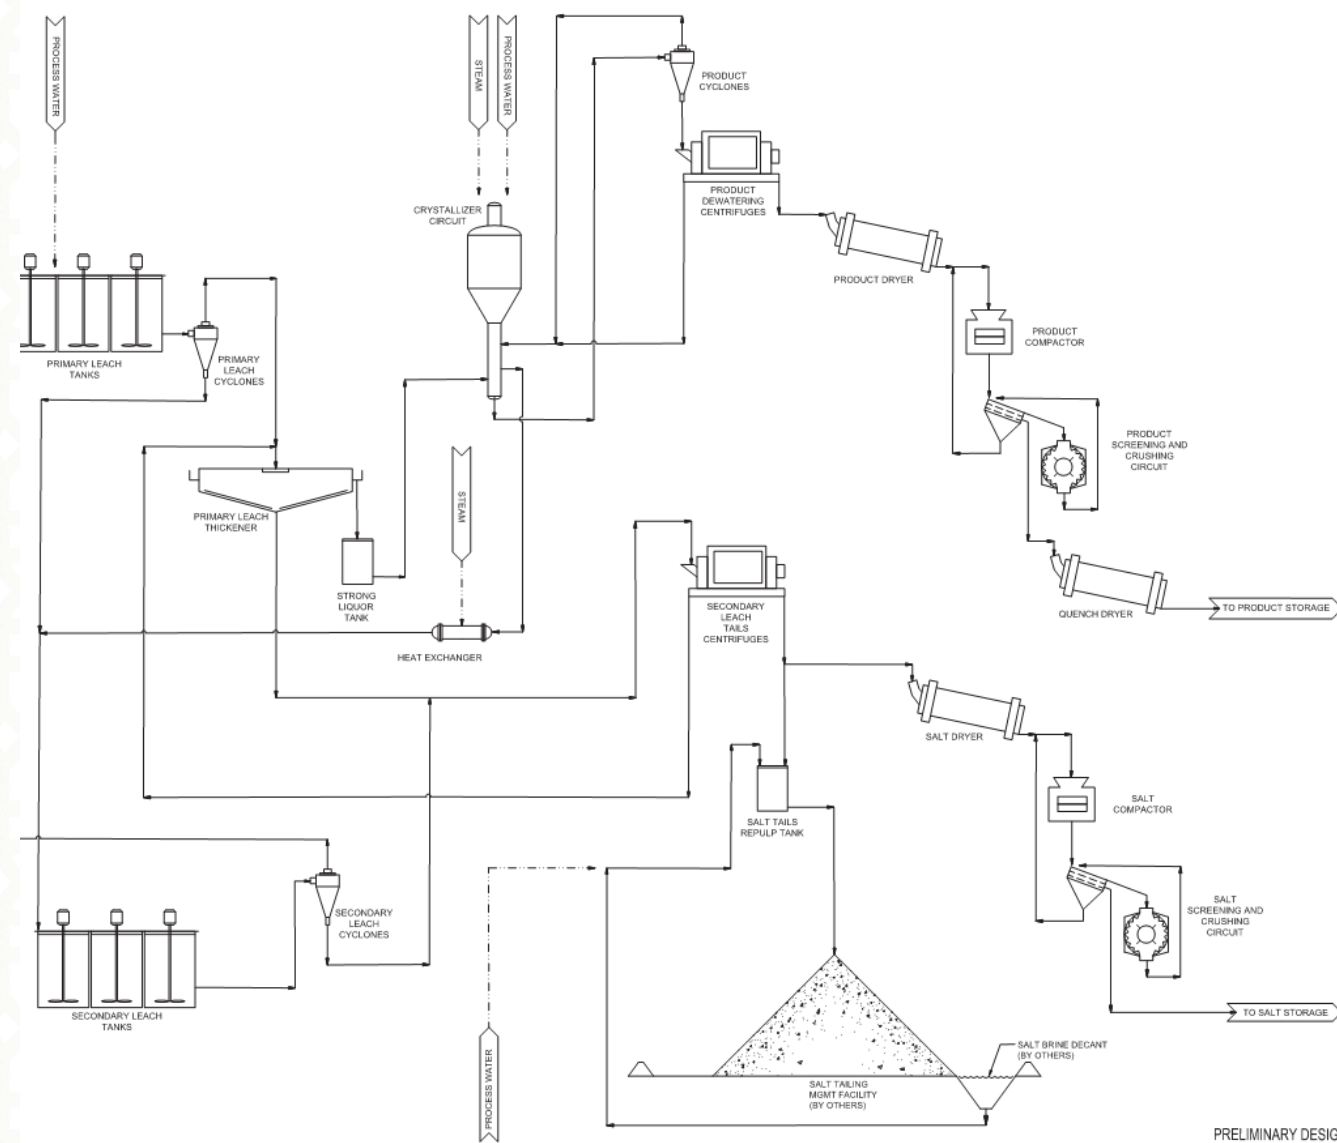 PROCESS WATER
STEAM
PROCESS WATER
PRODUCT
CYCLONES
PRODUCT
DEWATERING
CENTRIFUGES
CRYSTALLIZER
CIRCUIT
PRODUCT DRYER
PRODUCT
COMPACTOR
PRIMARY LEACH
TANKS
PRIMARY
LEACH
CYCLONES
PRODUCT
SCREENING AND
CRUSHING
CIRCUIT
STEAM
PRIMARY LEACH
THICKENER
STRONG
LIQUOR
TANK
SECONDARY
LEACH
TAILS
CENTRIFUGES
QUENCH DRYER
TO PRODUCT STORAGE
HEAT EXCHANGER
SALT DRYER
SALT
COMPACTOR
SALT TAILS
REPULP TANK
SECONDARY
LEACH
CYCLONES
SALT
SCREENING AND
CRUSHING
CIRCUIT
SECONDARY LEACH
TANKS
TO SALT STORAGE
PROCESS WATER
SALT BRINE DECANT
(BY OTHERS)
SALT TAILING
MGMT FACILITY
(BY OTHERS)
PRELIMINARY DESIG